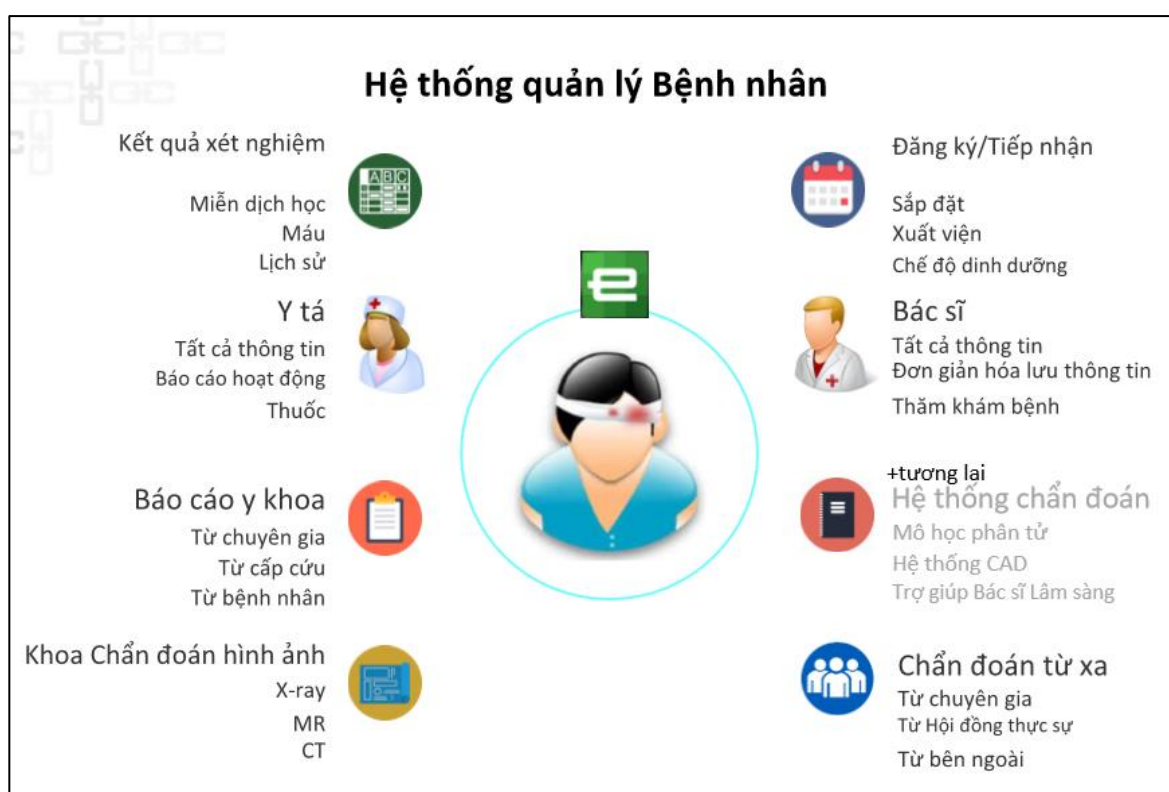 Hệ thống quản lý Bệnh nhân
Kết quả xét nghiệm
Miễn dịch học
Máu
Lịch sử
Y tá
Tất cả thông tin
Báo cáo hoạt động
Thuốc
Báo cáo y khoa
Từ chuyên gia
Từ cấp cứu
Từ bệnh nhân
Khoa Chẩn đoán hình ảnh
X-ray
MR
CT
ABC
e
Đăng ký/Tiếp nhận
Sắp đặt
Xuất viện
Chế độ dinh dưỡng
Bác sĩ
Tất cả thông tin
Đơn giản hóa lưu thông tin
Thăm khám bệnh
+tương lai
Hệ thống chẩn đoán
Mô học phân tử
Hệ thống CAD
Trợ giúp Bác sĩ Lâm sàng
Chẩn đoán từ xa
Từ chuyên gia
Từ Hội đồng thực sự
Từ bên ngoài